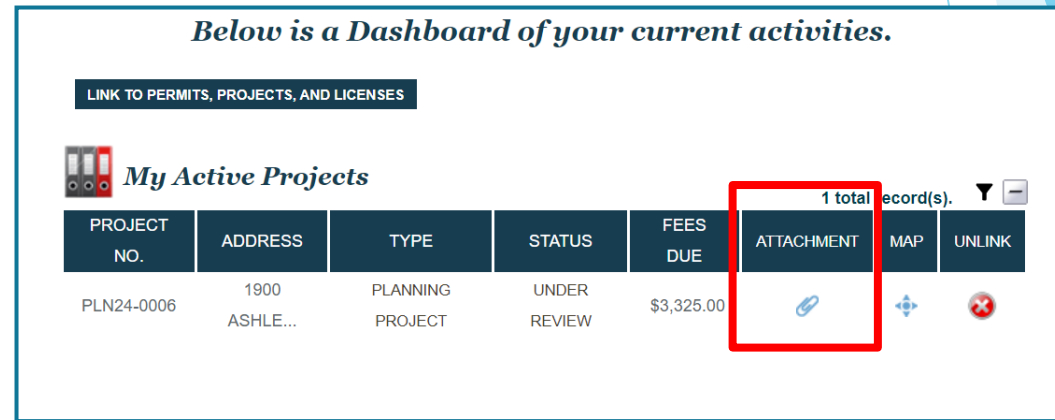 Below is a Dashboard of your current activities.
LINK TO PERMITS, PROJECTS, AND LICENSES
My Active Projects
1 total record(s).
PROJECT NO. ADDRESS TYPE STATUS FEES DUE ATTACHMENT MAP UNLINK
PLN24-0006 1900 ASHLE... PLANNING PROJECT UNDER REVIEW $3,325.00